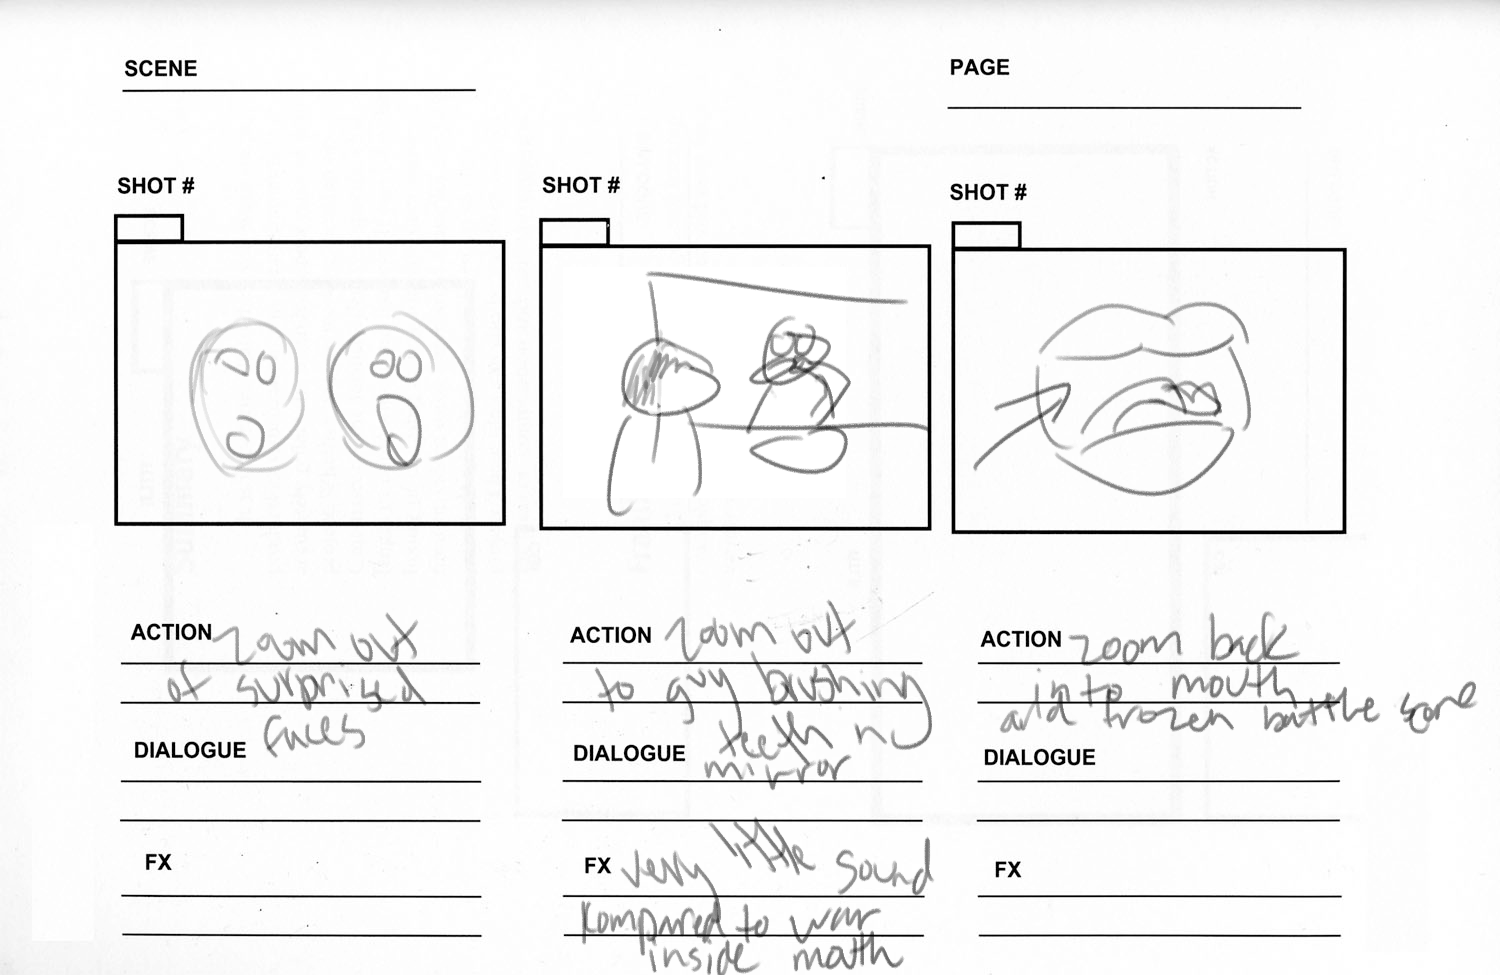 SCENE
PAGE
SHOT #
SHOT #
SHOT #
ACTION zoom out
of surprised
faces
DIALOGUE
FX
ACTION zoom out
to guy brushing
teeth in
mirror
DIALOGUE
FX very little sound
kompared to war
inside mouth
ACTION zoom back
into mouth
and frozen battle
DIALOGUE
FX